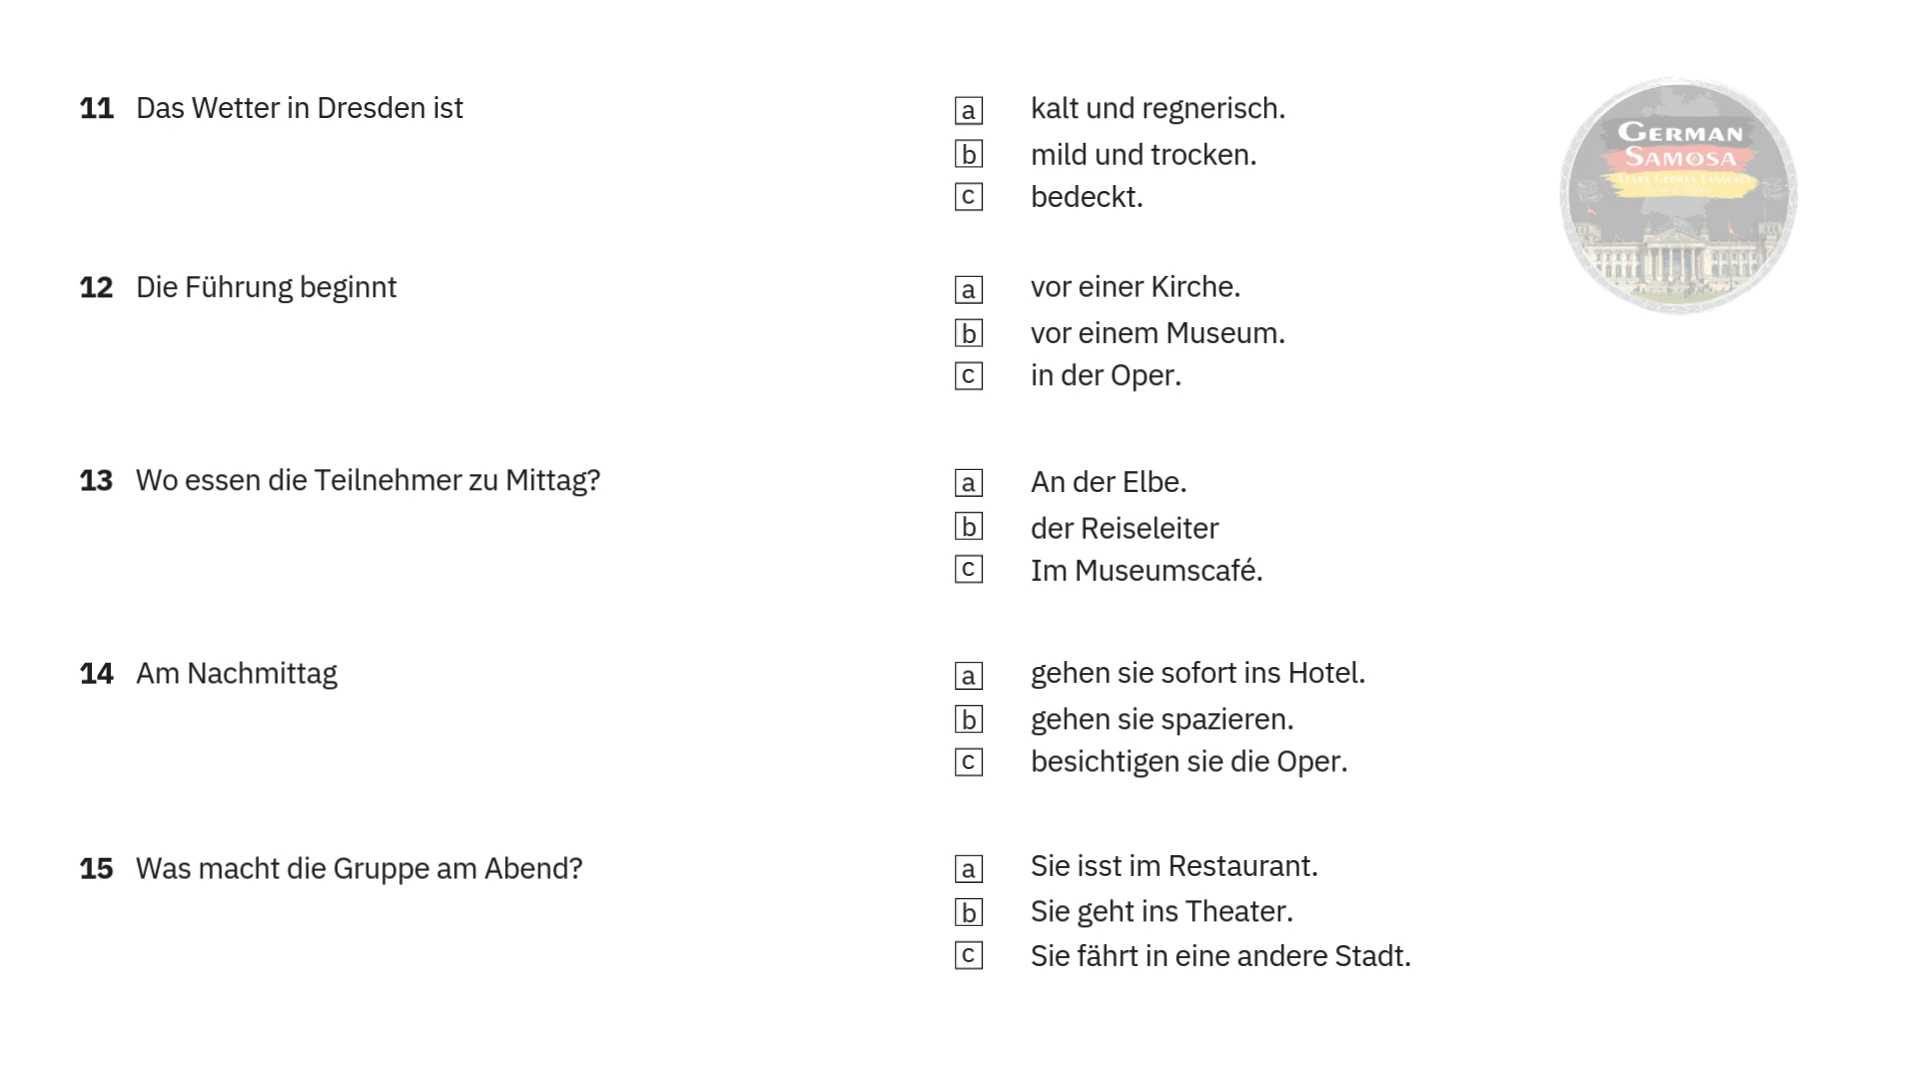 11 Das Wetter in Dresden ist
a kalt und regnerisch.
b mild und trocken.
c bedeckt.
12 Die Führung beginnt
a vor einer Kirche.
b vor einem Museum.
c in der Oper.
13 Wo essen die Teilnehmer zu Mittag?
a An der Elbe.
b der Reiseleiter
c Im Museumscafé.
14 Am Nachmittag
a gehen sie sofort ins Hotel.
b gehen sie spazieren.
c besichtigen sie die Oper.
15 Was macht die Gruppe am Abend?
a Sie isst im Restaurant.
b Sie geht ins Theater.
c Sie fährt in eine andere Stadt.
GERMAN
SAMOSA
LEARN GERMAN LANGUAGE